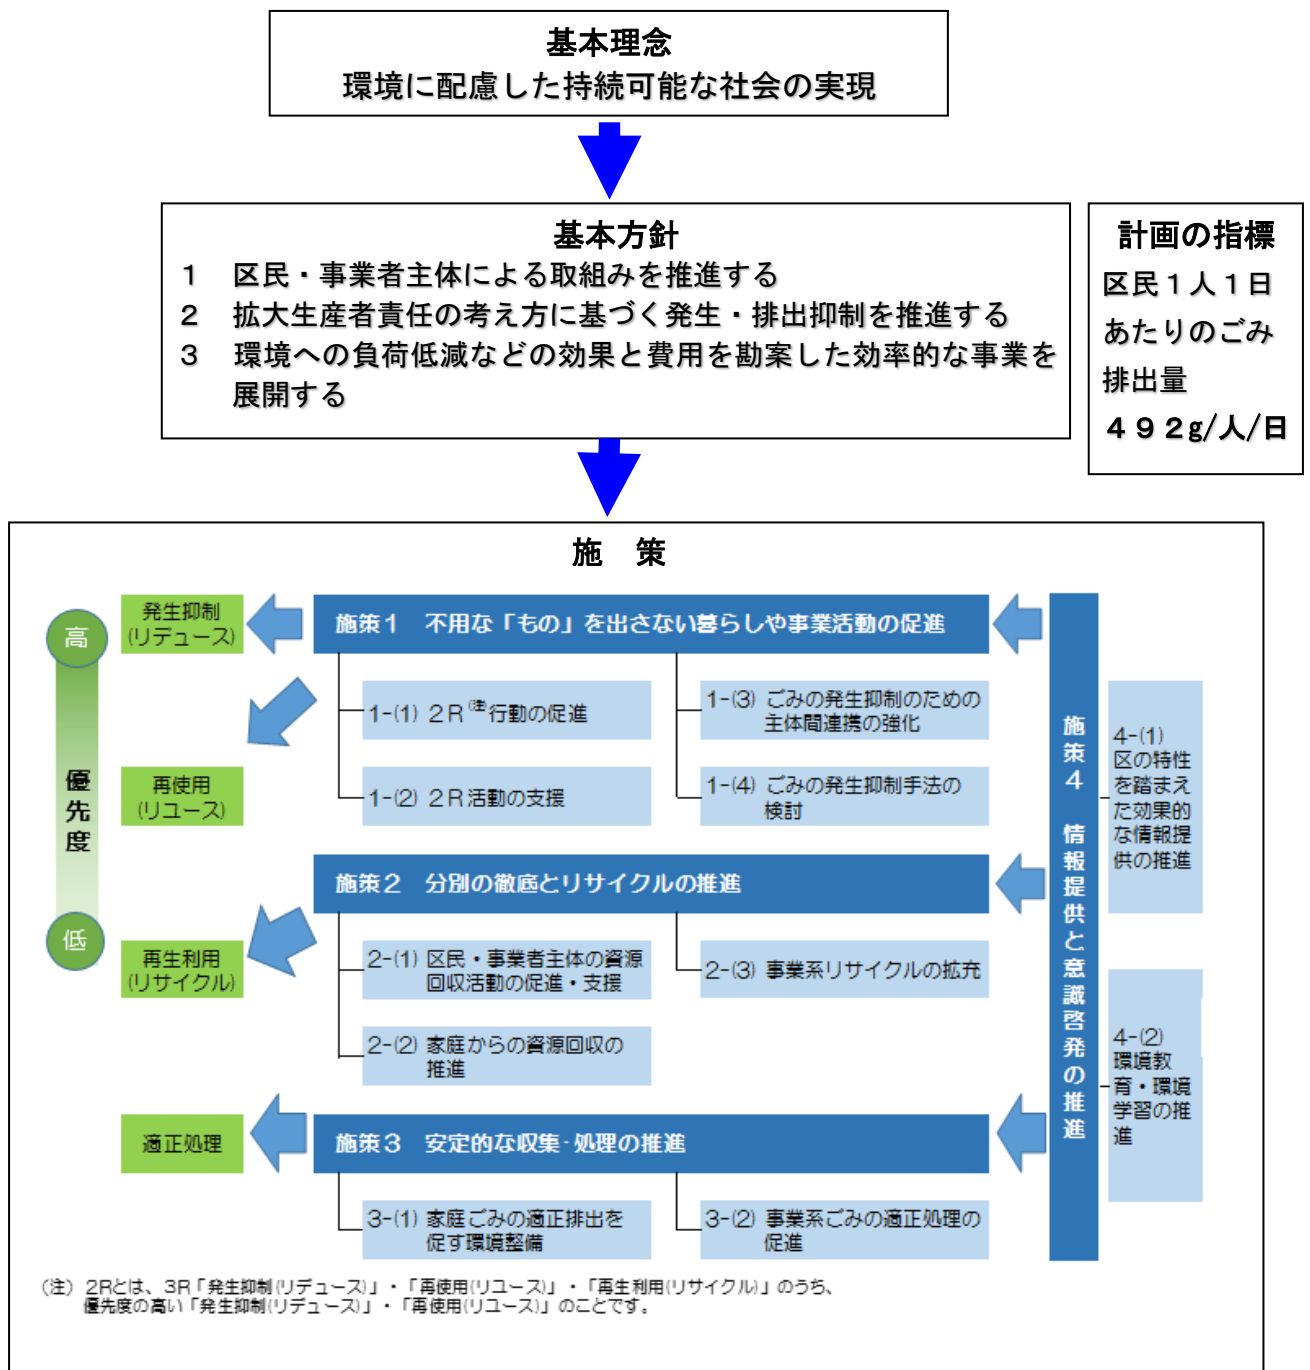 基本理念
環境に配慮した持続可能な社会の実現
基本方針
1　区民・事業者主体による取組みを推進する
2　拡大生産者責任の考え方に基づく発生・排出抑制を推進する
3　環境への負荷低減などの効果と費用を勘案した効率的な事業を
展開する
計画の指標
区民１人１日
あたりのごみ
排出量
４９２g/人/日
施　策
高
優先度
低
発生抑制
(リデュース)
再使用
(リユース)
再生利用
(リサイクル)
適正処理
施策１　不用な「もの」を出さない暮らしや事業活動の促進
1-(1) ２Ｒ(注)行動の促進
1-(2) ２Ｒ活動の支援
1-(3) ごみの発生抑制のための
主体間連携の強化
1-(4) ごみの発生抑制手法の
検討
施策２　分別の徹底とリサイクルの推進
2-(1) 区民・事業者主体の資源
回収活動の促進・支援
2-(2) 家庭からの資源回収の
推進
2-(3) 事業系リサイクルの拡充
施策３　安定的な収集･処理の推進
3-(1) 家庭ごみの適正排出を
促す環境整備
3-(2) 事業系ごみの適正処理の
促進
施策４　情報提供と意識啓発の推進
4-(1)
区の特性
を踏まえ
た効果的
な情報提
供の推進
4-(2)
環境教
育・環境
学習の推
進
(注) 2Rとは、3R「発生抑制(リデュース)」・「再使用(リユース)」・「再生利用(リサイクル)」のうち、
優先度の高い「発生抑制(リデュース)」・「再使用(リユース)」のことです。